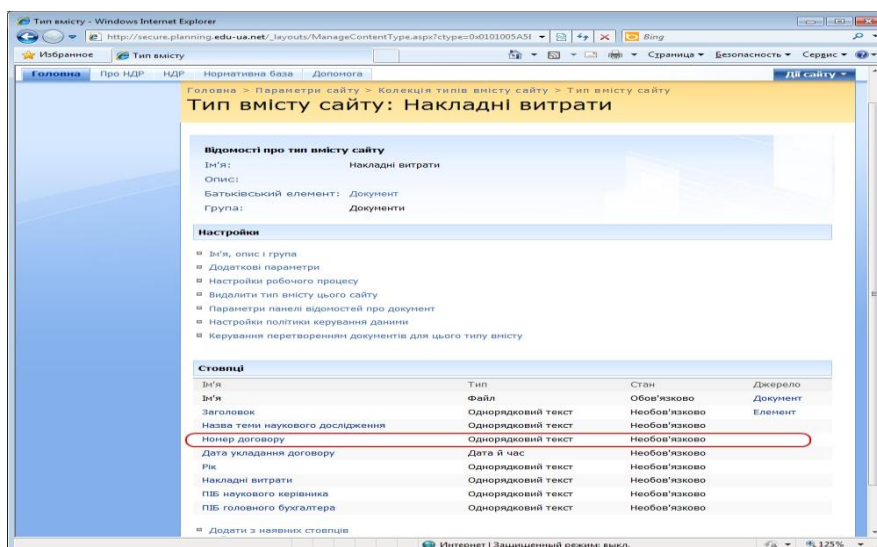 Тип вмісту - Windows Internet Explorer
http://secure.planning.edu-ua.net/_layouts/ManageContentType.aspx?ctype=0x0101005A5F Bing
Избранное Тип вмісту Страница Безопасность Сервис
Головна Про НДР НДР Нормативна база Допомога Дії сайту
Головна > Параметри сайту > Колекція типів вмісту сайту > Тип вмісту сайту
Тип вмісту сайту: Накладні витрати
Відомості про тип вмісту сайту
Ім'я: Накладні витрати
Опис:
Батьківський елемент: Документ
Група: Документи
Настройки
Ім'я, опис і група
Додаткові параметри
Настройки робочого процесу
Видалити тип вмісту цього сайту
Параметри панелі відомостей про документ
Настройки політики керування даними
Керування перетворенням документів для цього типу вмісту
Стовпці
Ім'я Тип Стан Джерело
Ім'я Файл Обов'язково Документ
Заголовок Однорядковий текст Необов'язково Елемент
Назва теми наукового дослідження Однорядковий текст Необов'язково
Номер договору Однорядковий текст Необов'язково
Дата укладання договору Дата й час Необов'язково
Рік Однорядковий текст Необов'язково
Накладні витрати Однорядковий текст Необов'язково
ПІБ наукового керівника Однорядковий текст Необов'язково
ПІБ головного бухгалтера Однорядковий текст Необов'язково
Додати з наявних стовпців
Интернет | Защищенный режим: выкл. 125%